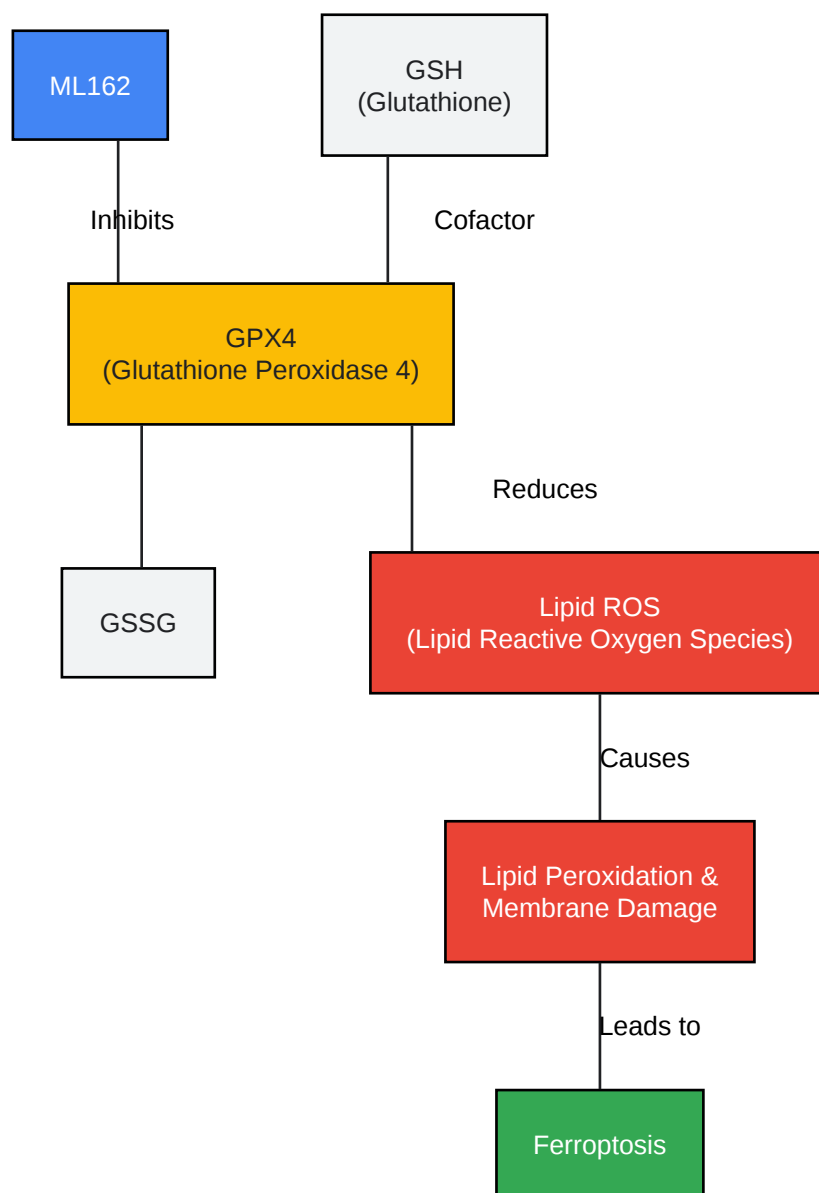 ML162
GSH
(Glutathione)
Inhibits
Cofactor
GPX4
(Glutathione Peroxidase 4)
Reduces
GSSG
Lipid ROS
(Lipid Reactive Oxygen Species)
Causes
Lipid Peroxidation &
Membrane Damage
Leads to
Ferroptosis